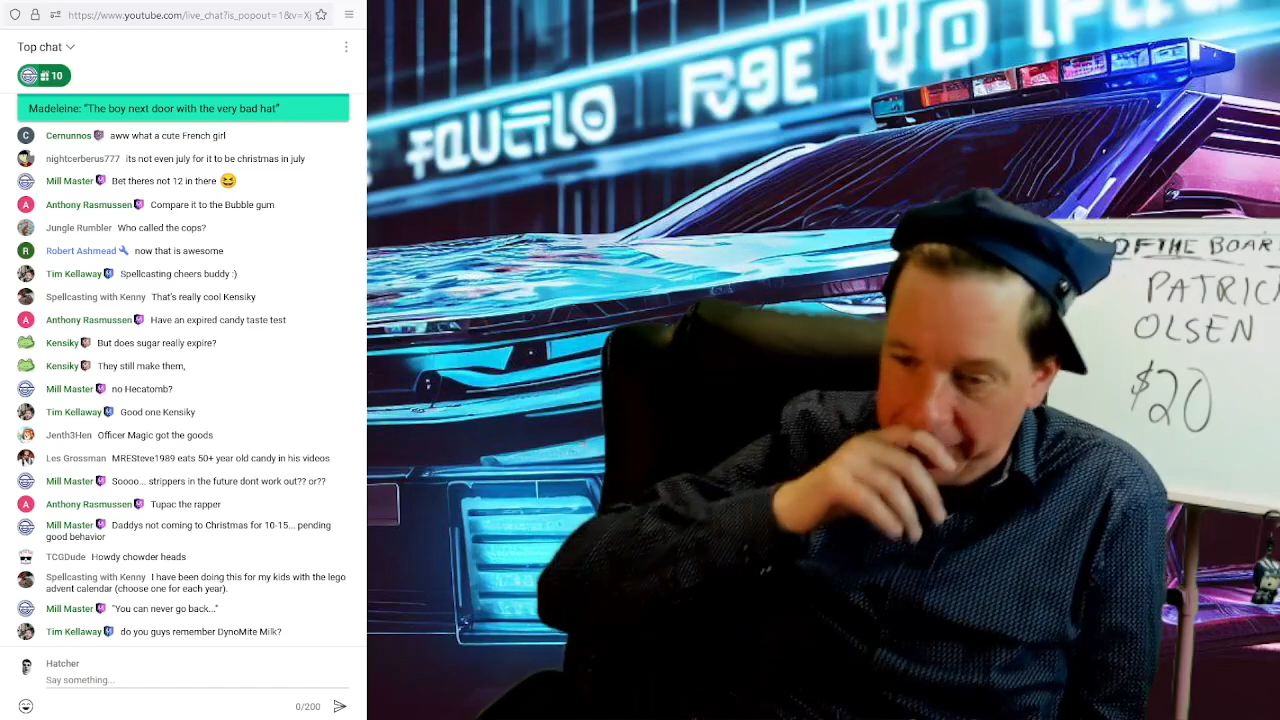 https://www.youtube.com/live_chat?is_popout=1&v=Xj
Top chat
10
Madeleine: "The boy next door with the very bad hat"
C Cernunnos aww what a cute French girl
nightcerberus777 its not even july for it to be christmas in july
Mill Master Bet theres not 12 in there 😆
A Anthony Rasmussen Compare it to the Bubble gum
Jungle Rumbler Who called the cops?
R Robert Ashmead now that is awesome
Tim Kellaway Spellcasting cheers buddy :)
Spellcasting with Kenny That's really cool Kensiky
A Anthony Rasmussen Have an expired candy taste test
Kensiky But does sugar really expire?
Kensiky They still make them,
Mill Master no Hecatomb?
Tim Kellaway Good one Kensiky
Jenth3Hen Officer Magic got the goods
Les Grossman MRESteve1989 eats 50+ year old candy in his videos
Mill Master Soooo... strippers in the future dont work out?? or??
A Anthony Rasmussen Tupac the rapper
Mill Master Daddys not coming to Christmas for 10-15... pending
good behavior
TCGDude Howdy chowder heads
Spellcasting with Kenny I have been doing this for my kids with the lego
advent calendar (choose one for each year).
Mill Master "You can never go back..."
Tim Kellaway do you guys remember DynoMite Milk?
Hatcher
Say something...
0/200
OF THE BOAR
PATRIC
OLSEN
$20